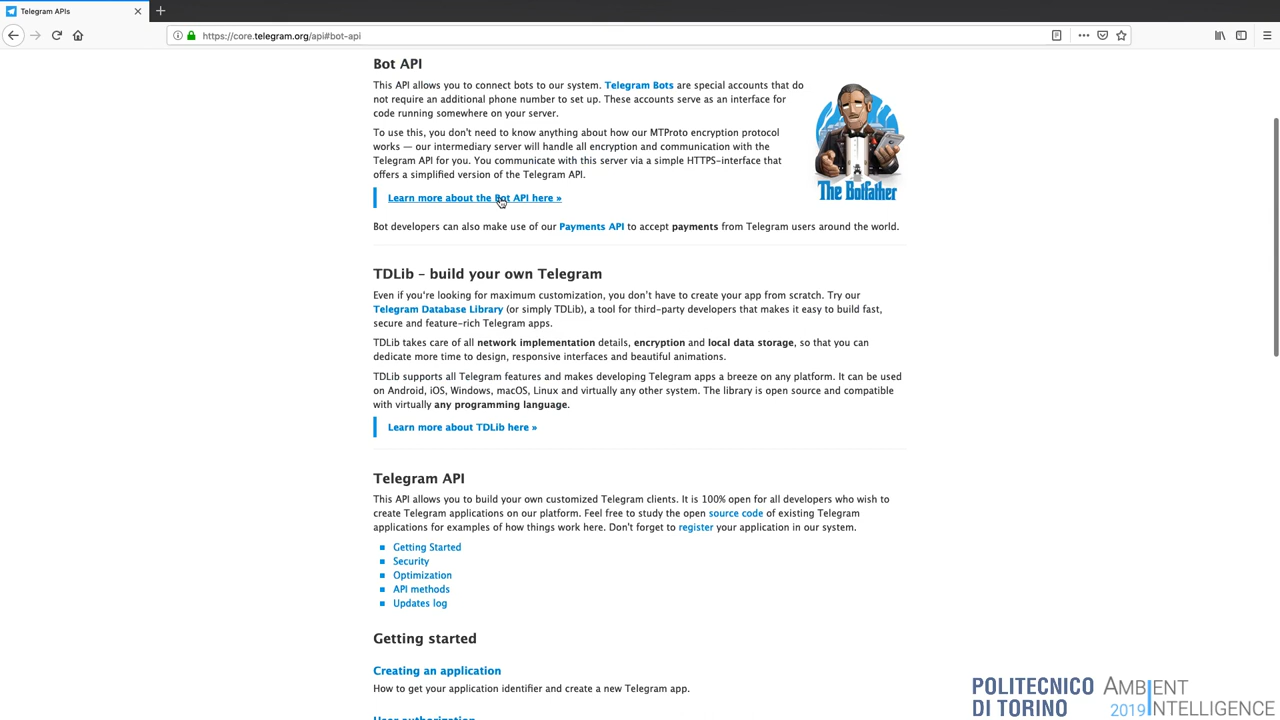 Telegram APIs
https://core.telegram.org/api#bot-api
Bot API
This API allows you to connect bots to our system. Telegram Bots are special accounts that do
not require an additional phone number to set up. These accounts serve as an interface for
code running somewhere on your server.
To use this, you don't need to know anything about how our MTProto encryption protocol
works — our intermediary server will handle all encryption and communication with the
Telegram API for you. You communicate with this server via a simple HTTPS-interface that
offers a simplified version of the Telegram API.
The Botfather
Learn more about the Bot API here »
Bot developers can also make use of our Payments API to accept payments from Telegram users around the world.
TDLib – build your own Telegram
Even if you're looking for maximum customization, you don't have to create your app from scratch. Try our
Telegram Database Library (or simply TDLib), a tool for third-party developers that makes it easy to build fast,
secure and feature-rich Telegram apps.
TDLib takes care of all network implementation details, encryption and local data storage, so that you can
dedicate more time to design, responsive interfaces and beautiful animations.
TDLib supports all Telegram features and makes developing Telegram apps a breeze on any platform. It can be used
on Android, iOS, Windows, macOS, Linux and virtually any other system. The library is open source and compatible
with virtually any programming language.
Learn more about TDLib here »
Telegram API
This API allows you to build your own customized Telegram clients. It is 100% open for all developers who wish to
create Telegram applications on our platform. Feel free to study the open source code of existing Telegram
applications for examples of how things work here. Don't forget to register your application in our system.
Getting Started
Security
Optimization
API methods
Updates log
Getting started
Creating an application
How to get your application identifier and create a new Telegram app.
User authorization
POLITECNICO
DI TORINO
AMBIENT
2019 INTELLIGENCE